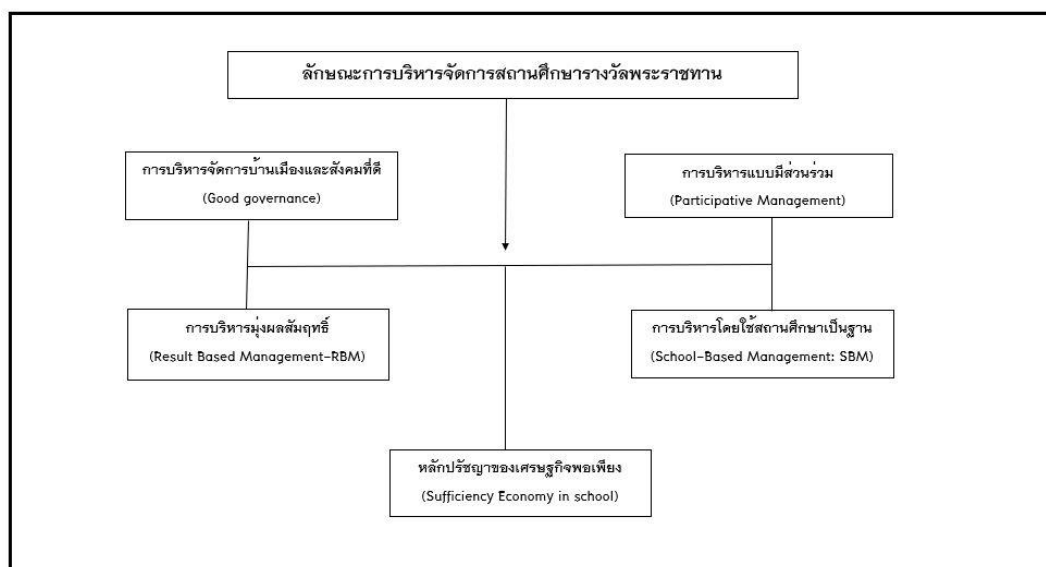 ลักษณะการบริหารจัดการสถานศึกษารางวัลพระราชทาน
การบริหารจัดการบ้านเมืองและสังคมที่ดี
(Good governance)
การบริหารแบบมีส่วนร่วม
(Participative Management)
การบริหารมุ่งผลสัมฤทธิ์
(Result Based Management-RBM)
การบริหารโดยใช้สถานศึกษาเป็นฐาน
(School-Based Management: SBM)
หลักปรัชญาของเศรษฐกิจพอเพียง
(Sufficiency Economy in school)